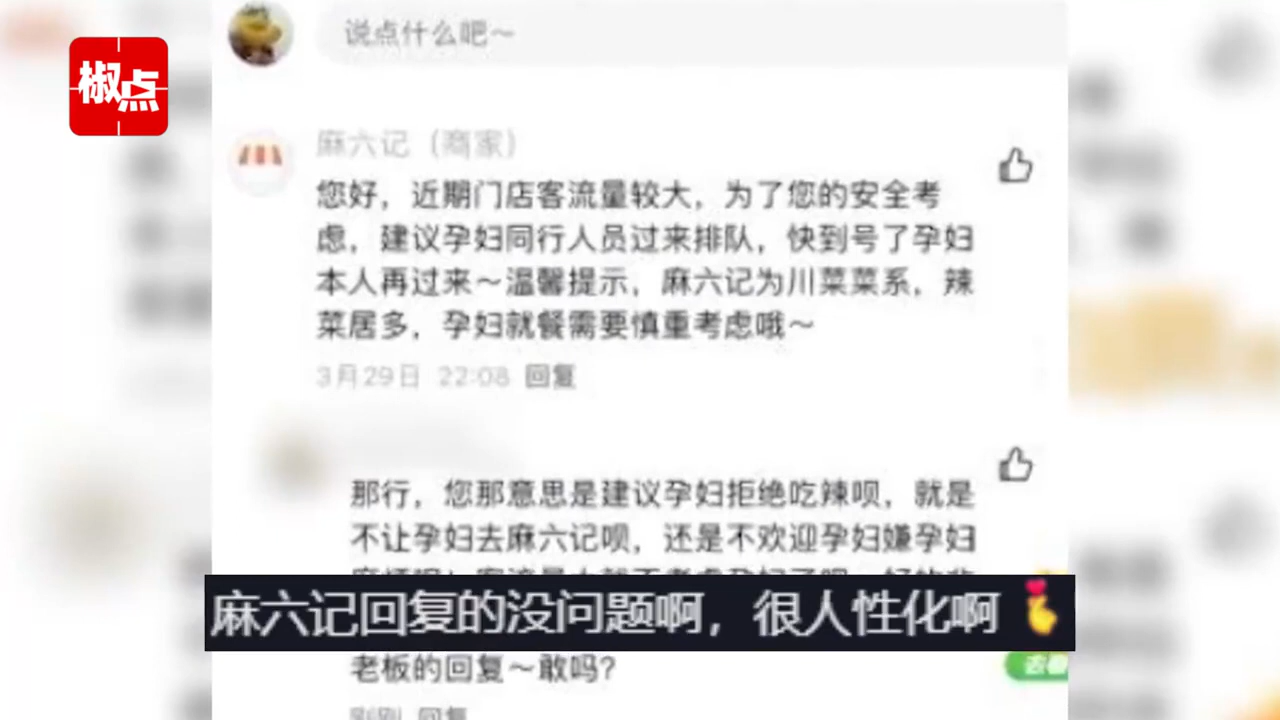 椒点
说点什么吧～
麻六记（商家）
您好，近期门店客流量较大，为了您的安全考
虑，建议孕妇同行人员过来排队，快到号了孕妇
本人再过来～温馨提示，麻六记为川菜菜系，辣
菜居多，孕妇就餐需要慎重考虑哦～
3月29日 22:08 回复
那行，您那意思是建议孕妇拒绝吃辣呗，就是
不让孕妇去麻六记呗，还是不欢迎孕妇嫌孕妇
麻六记回复的没问题啊，很人性化啊
老板的回复～敢吗？
回复